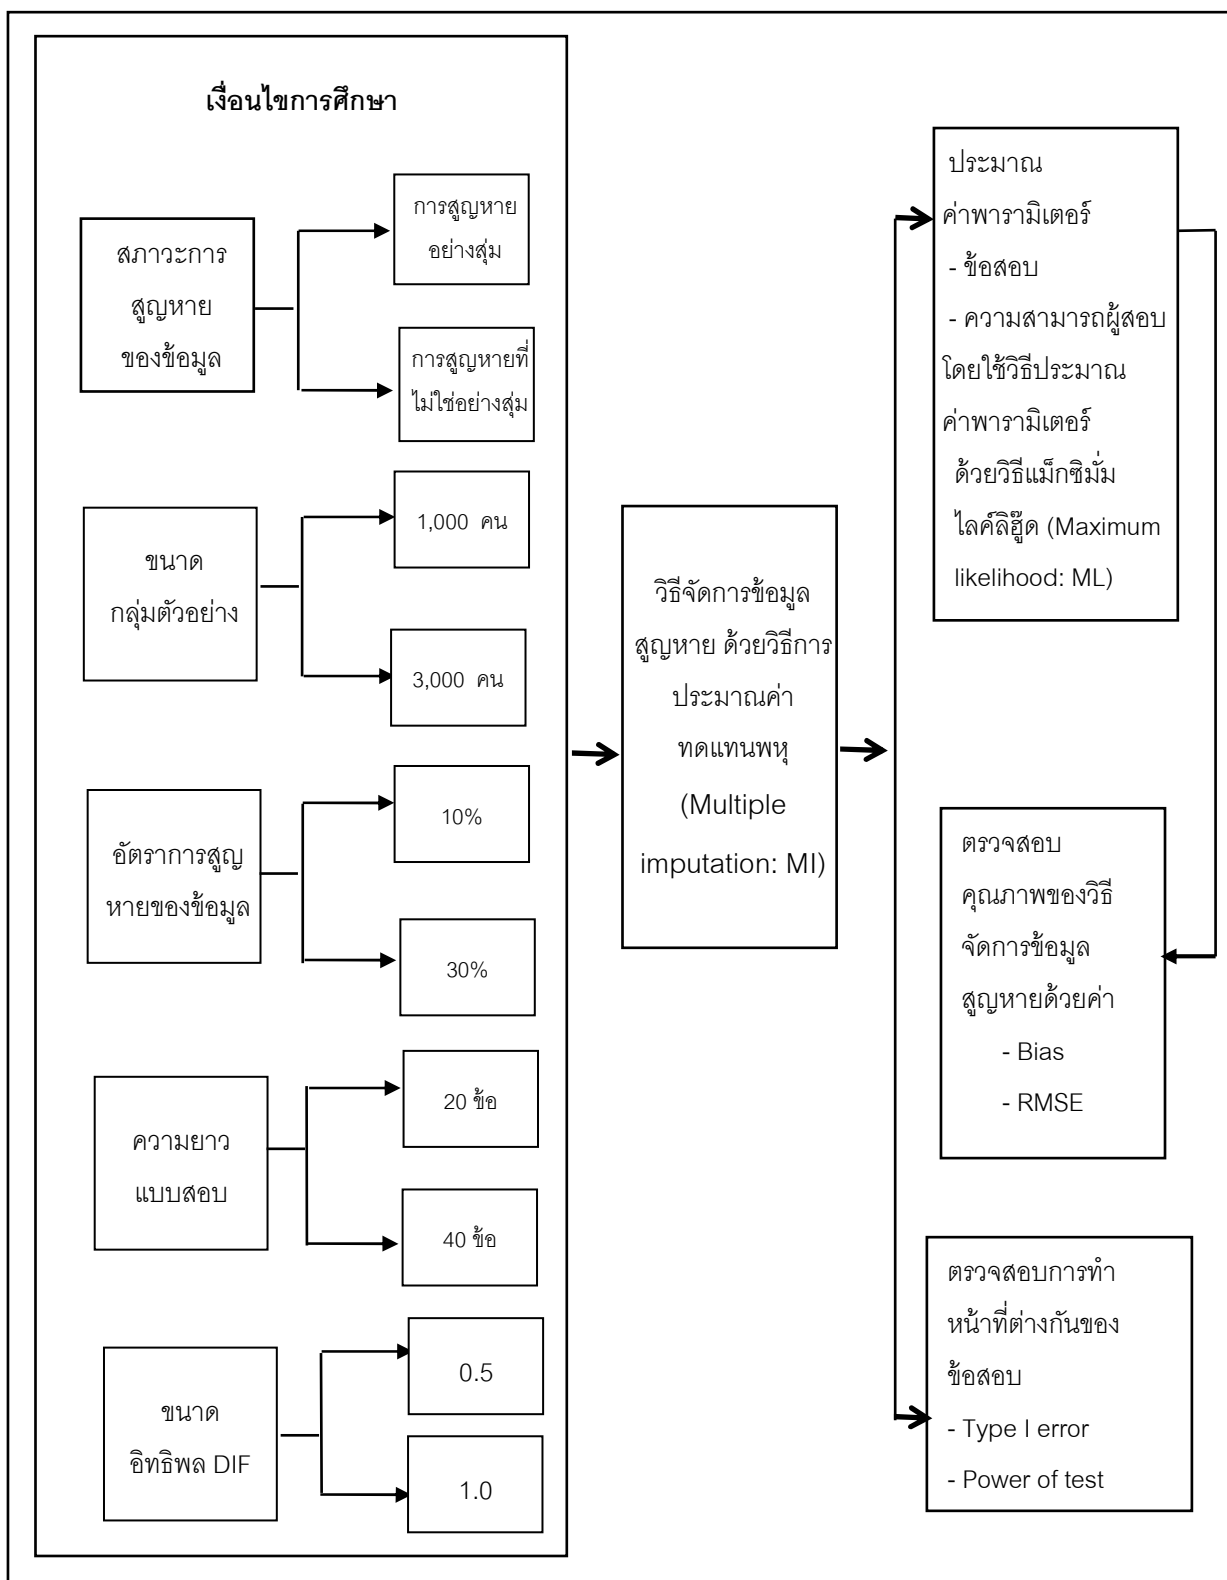 เงื่อนไขการศึกษา
สภาวะการ
สูญหาย
ของข้อมูล
การสูญหาย
อย่างสุ่ม
การสูญหายที่
ไม่ใช่อย่างสุ่ม
ขนาด
กลุ่มตัวอย่าง
1,000 คน
3,000 คน
อัตราการสูญ
หายของข้อมูล
10%
30%
ความยาว
แบบสอบ
20 ข้อ
40 ข้อ
ขนาด
อิทธิพล DIF
0.5
1.0
วิธีจัดการข้อมูล
สูญหาย ด้วยวิธีการ
ประมาณค่า
ทดแทนพหุ
(Multiple
imputation: MI)
ประมาณ
ค่าพารามิเตอร์
- ข้อสอบ
- ความสามารถผู้สอบ
โดยใช้วิธีประมาณ
ค่าพารามิเตอร์
ด้วยวิธีแม็กซิมั่ม
ไลค์ลิฮู๊ด (Maximum
likelihood: ML)
ตรวจสอบ
คุณภาพของวิธี
จัดการข้อมูล
สูญหายด้วยค่า
- Bias
- RMSE
ตรวจสอบการทำ
หน้าที่ต่างกันของ
ข้อสอบ
- Type I error
- Power of test